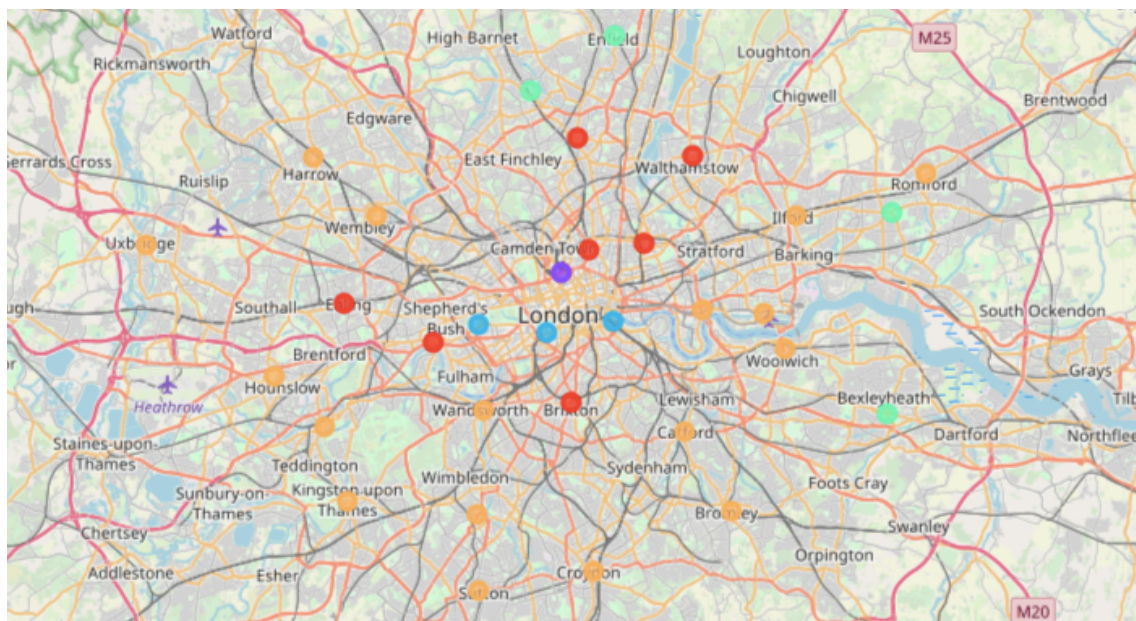 Watford
High Barnet
Enfield
M25
Loughton
Rickmansworth
Chigwell
Brentwood
Edgware
Gerrards Cross
East Finchley
Walthamstow
Harrow
Ruislip
Romford
Ilford
Wembley
Uxbridge
Camden Town
Stratford
Barking
ugh
Southall
Ealing
Shepherd's
Bush
London
South Ockendon
Brentford
Woolwich
Grays
Hounslow
Fulham
Heathrow
Wandsworth
Brixton
Lewisham
Bexleyheath
Tilb
Staines-upon-
Thames
Catford
Dartford
Northflee
Teddington
Wimbledon
Sydenham
Sunbury-on-
Thames
Kingston upon
Thames
Foots Cray
Chertsey
Bromley
Swanley
Addlestone
Esher
Croydon
Orpington
Sutton
M20